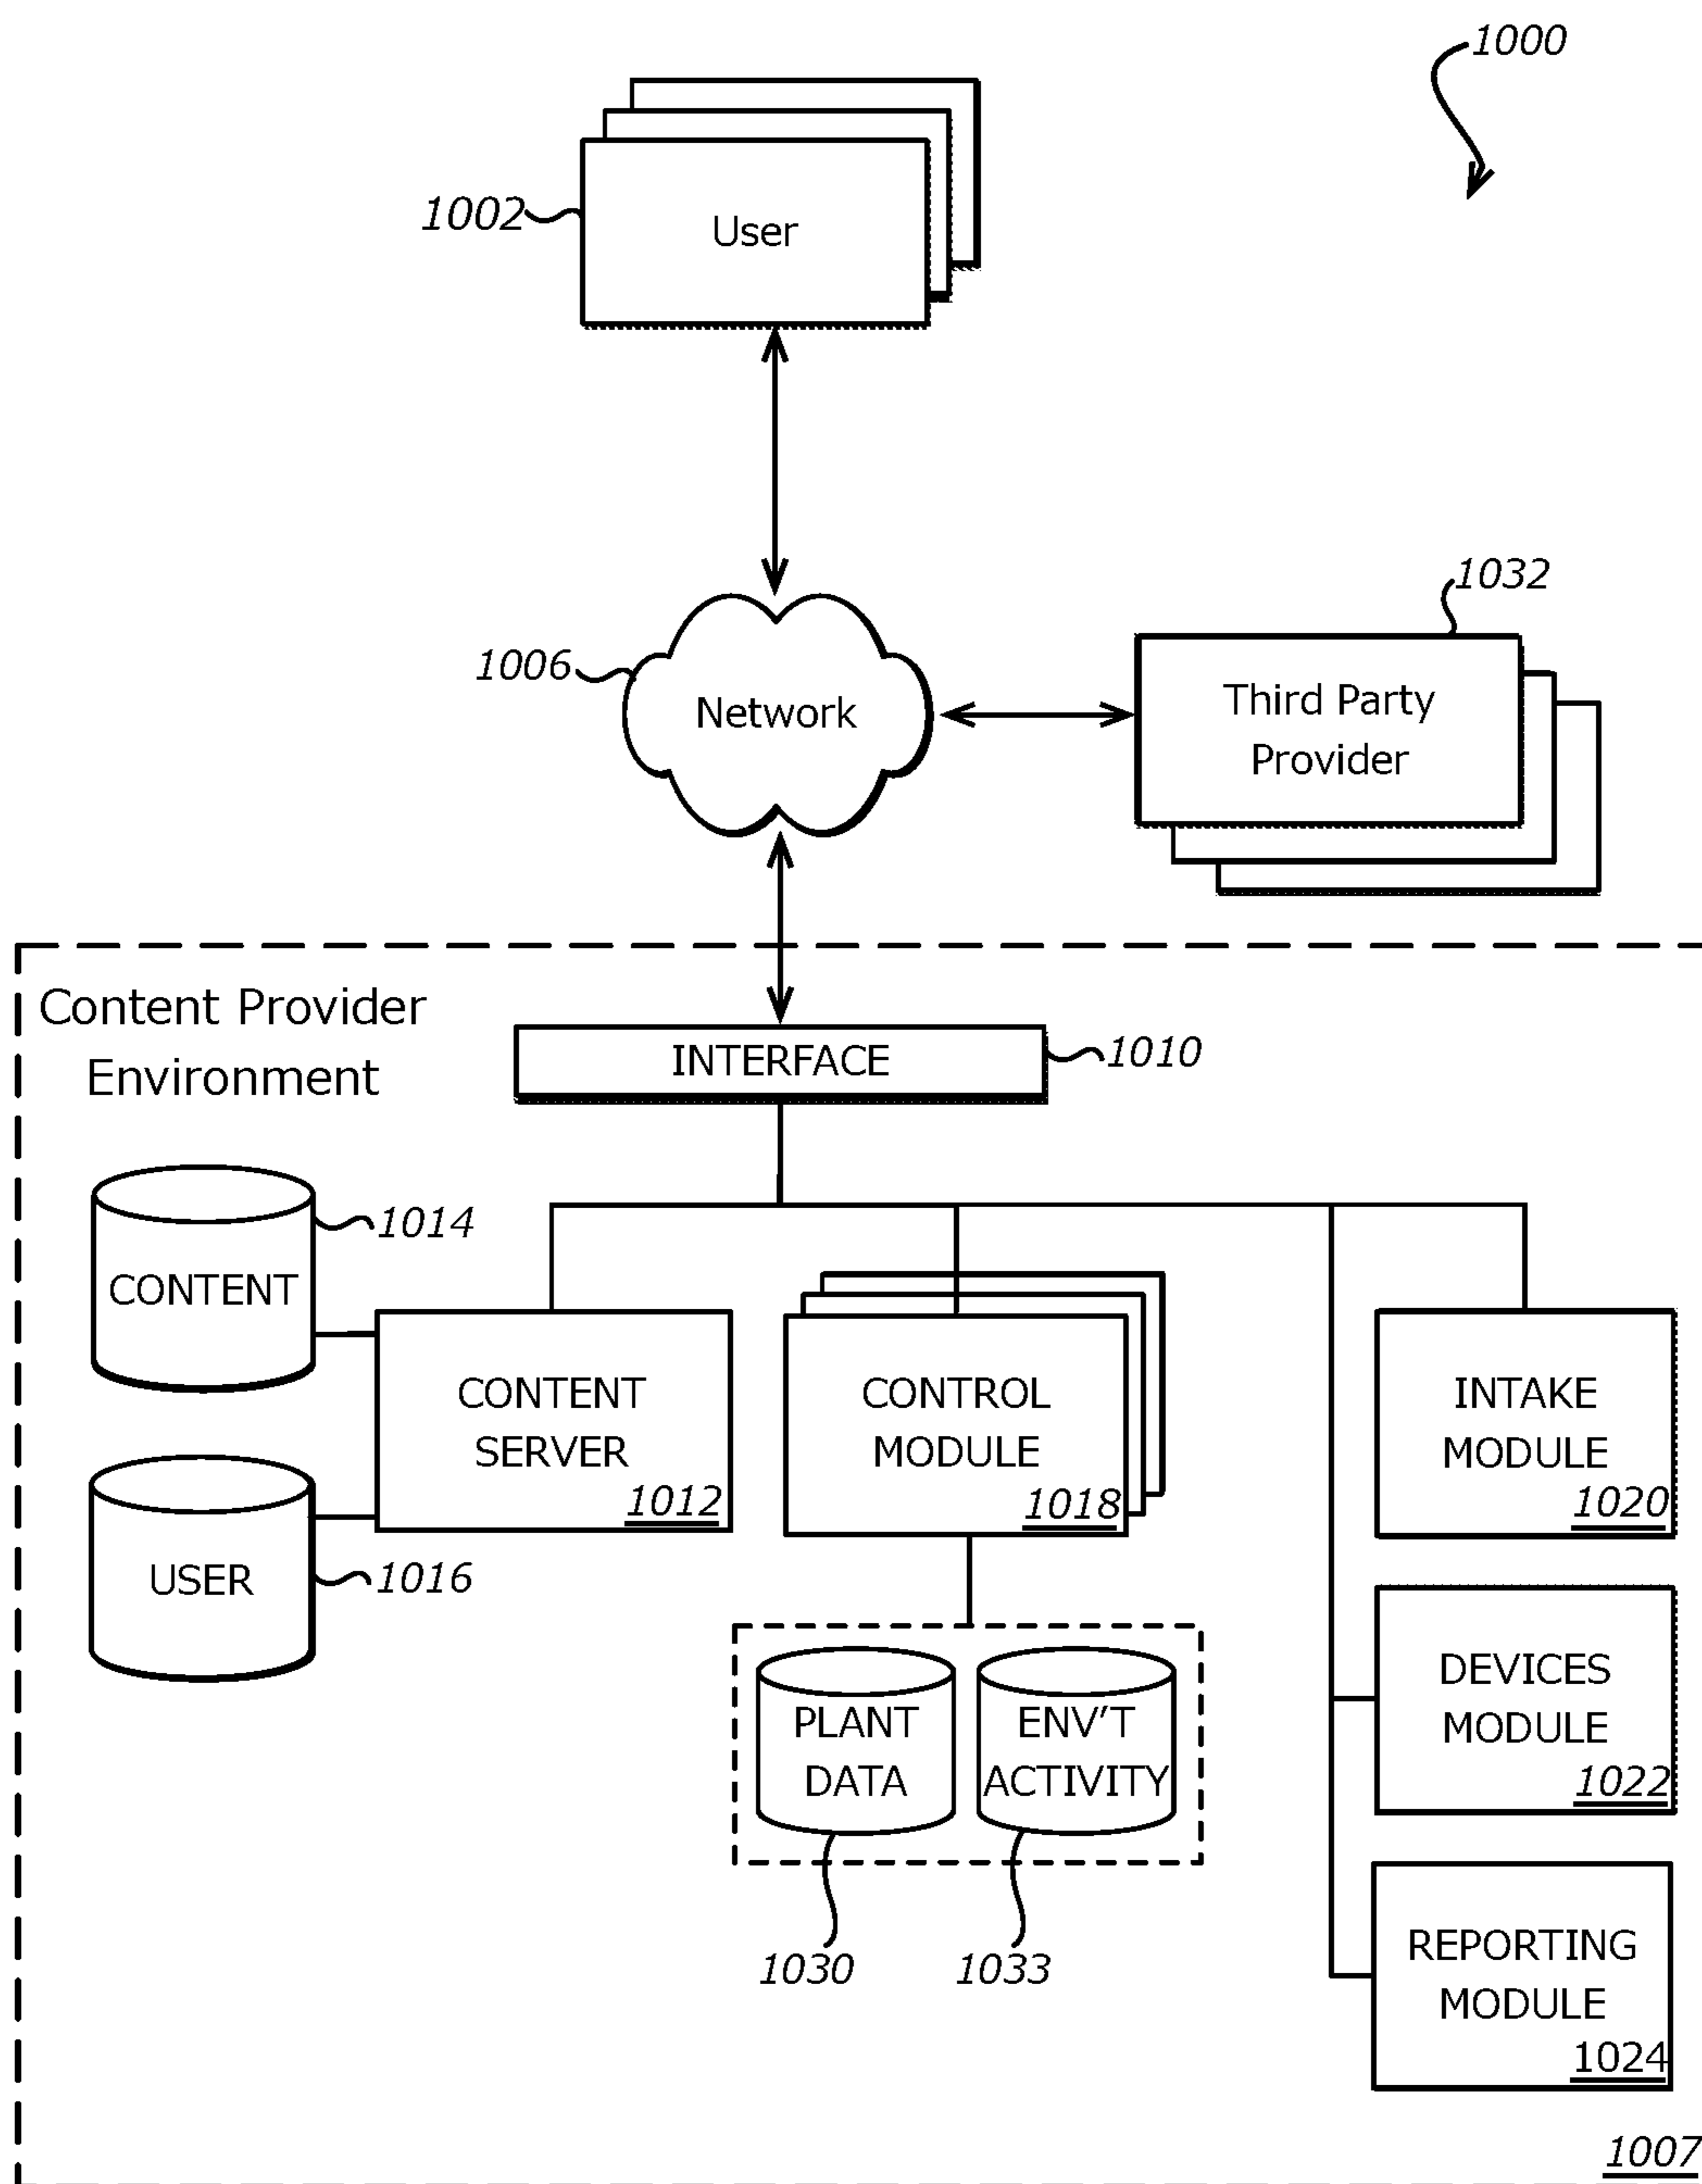 1000
1002
User
1032
1006
Network
Third Party
Provider
Content Provider
Environment
INTERFACE
1010
1014
CONTENT
CONTENT
SERVER
1012
CONTROL
MODULE
1018
INTAKE
MODULE
1020
USER
1016
DEVICES
MODULE
1022
PLANT
DATA
ENV'T
ACTIVITY
1030
1033
REPORTING
MODULE
1024
1007